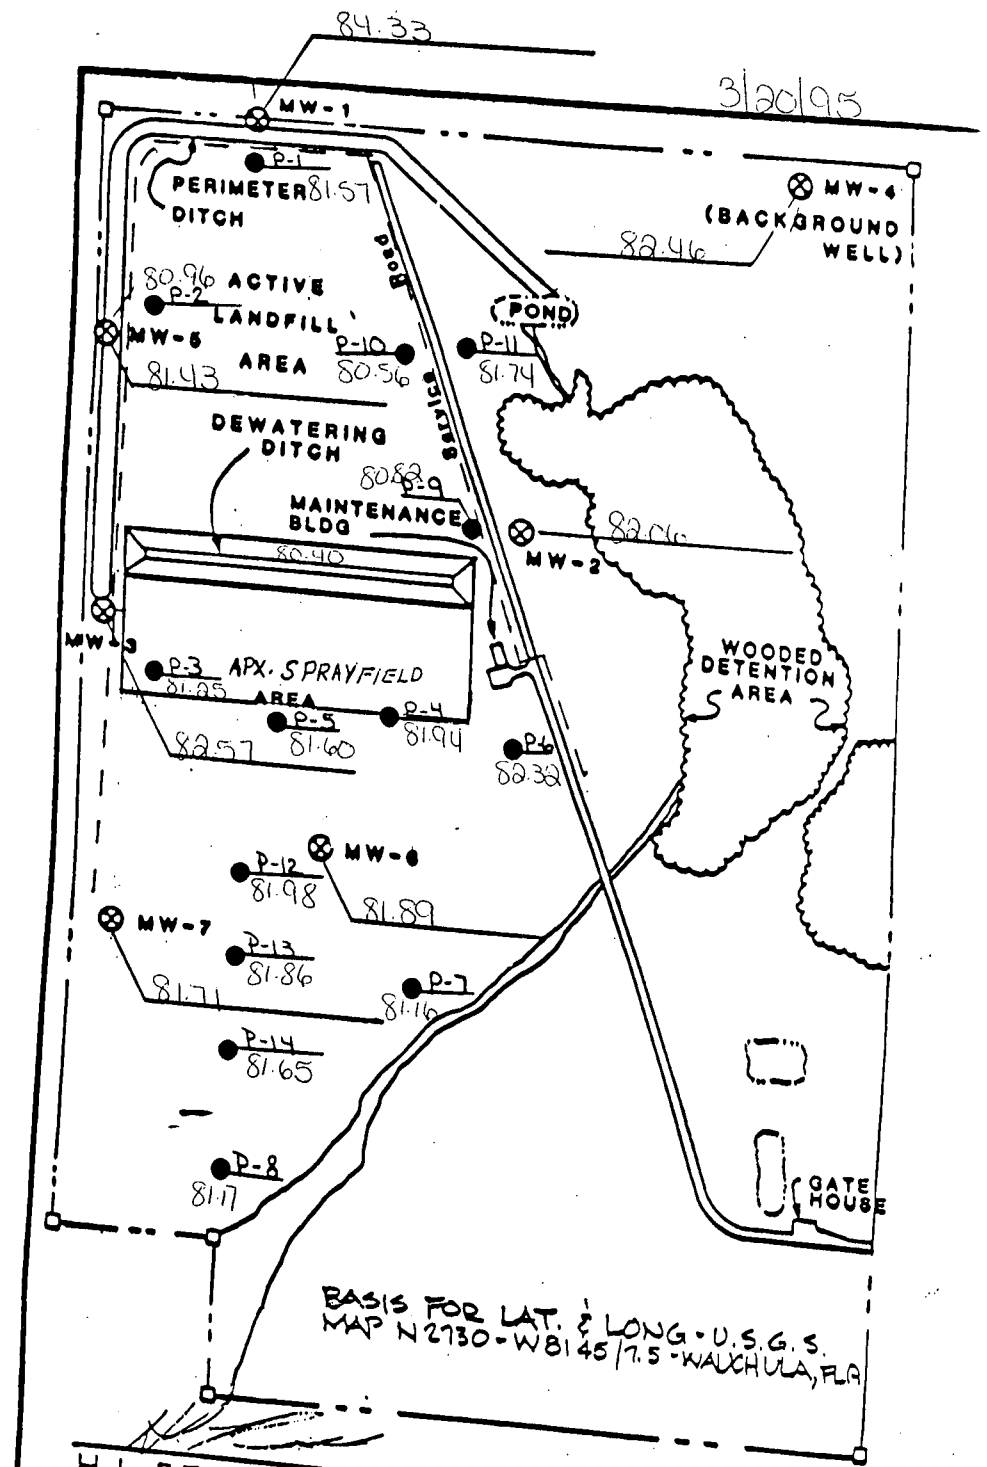 84.33
3/20/95
MW-1
P-1
81.57
PERIMETER
DITCH
MW-4
(BACKGROUND
WELL)
82.46
Road
80.96
P-2
ACTIVE
LANDFILL
AREA
MW-5
81.43
POND
P-10
80.56
P-11
81.74
Service
DEWATERING
DITCH
80.82
P-9
MAINTENANCE
BLDG
82.06
MW-2
80.40
MW-3
P-3
81.25
APX. SPRAYFIELD
AREA
WOODED
DETENTION
AREA
P-5
81.60
P-4
81.94
82.57
P-6
82.32
MW-6
P-12
81.98
81.89
MW-7
P-13
81.86
81.71
P-7
81.16
P-14
81.65
P-8
81.17
GATE
HOUSE
BASIS FOR LAT. & LONG - U.S.G.S.
MAP N2730-W8145/7.5 - WAUCHULA, FLA